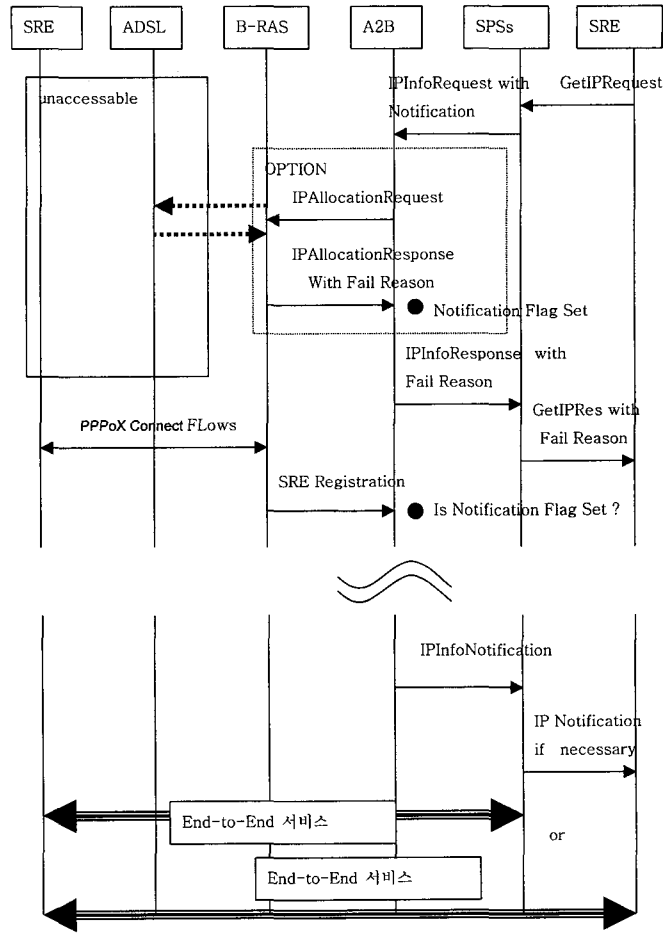 SRE
ADSL
B-RAS
A2B
SPSs
SRE
unaccessable
IPInfoRequest with
Notification
GetIPRequest
OPTION
IPAllocationRequest
IPAllocationResponse
With Fail Reason
Notification Flag Set
IPInfoResponse with
Fail Reason
GetIPRes with
Fail Reason
PPPoX Connect FLows
SRE Registration
Is Notification Flag Set ?
IPInfoNotification
IP Notification
if necessary
End-to-End 서비스
or
End-to-End 서비스